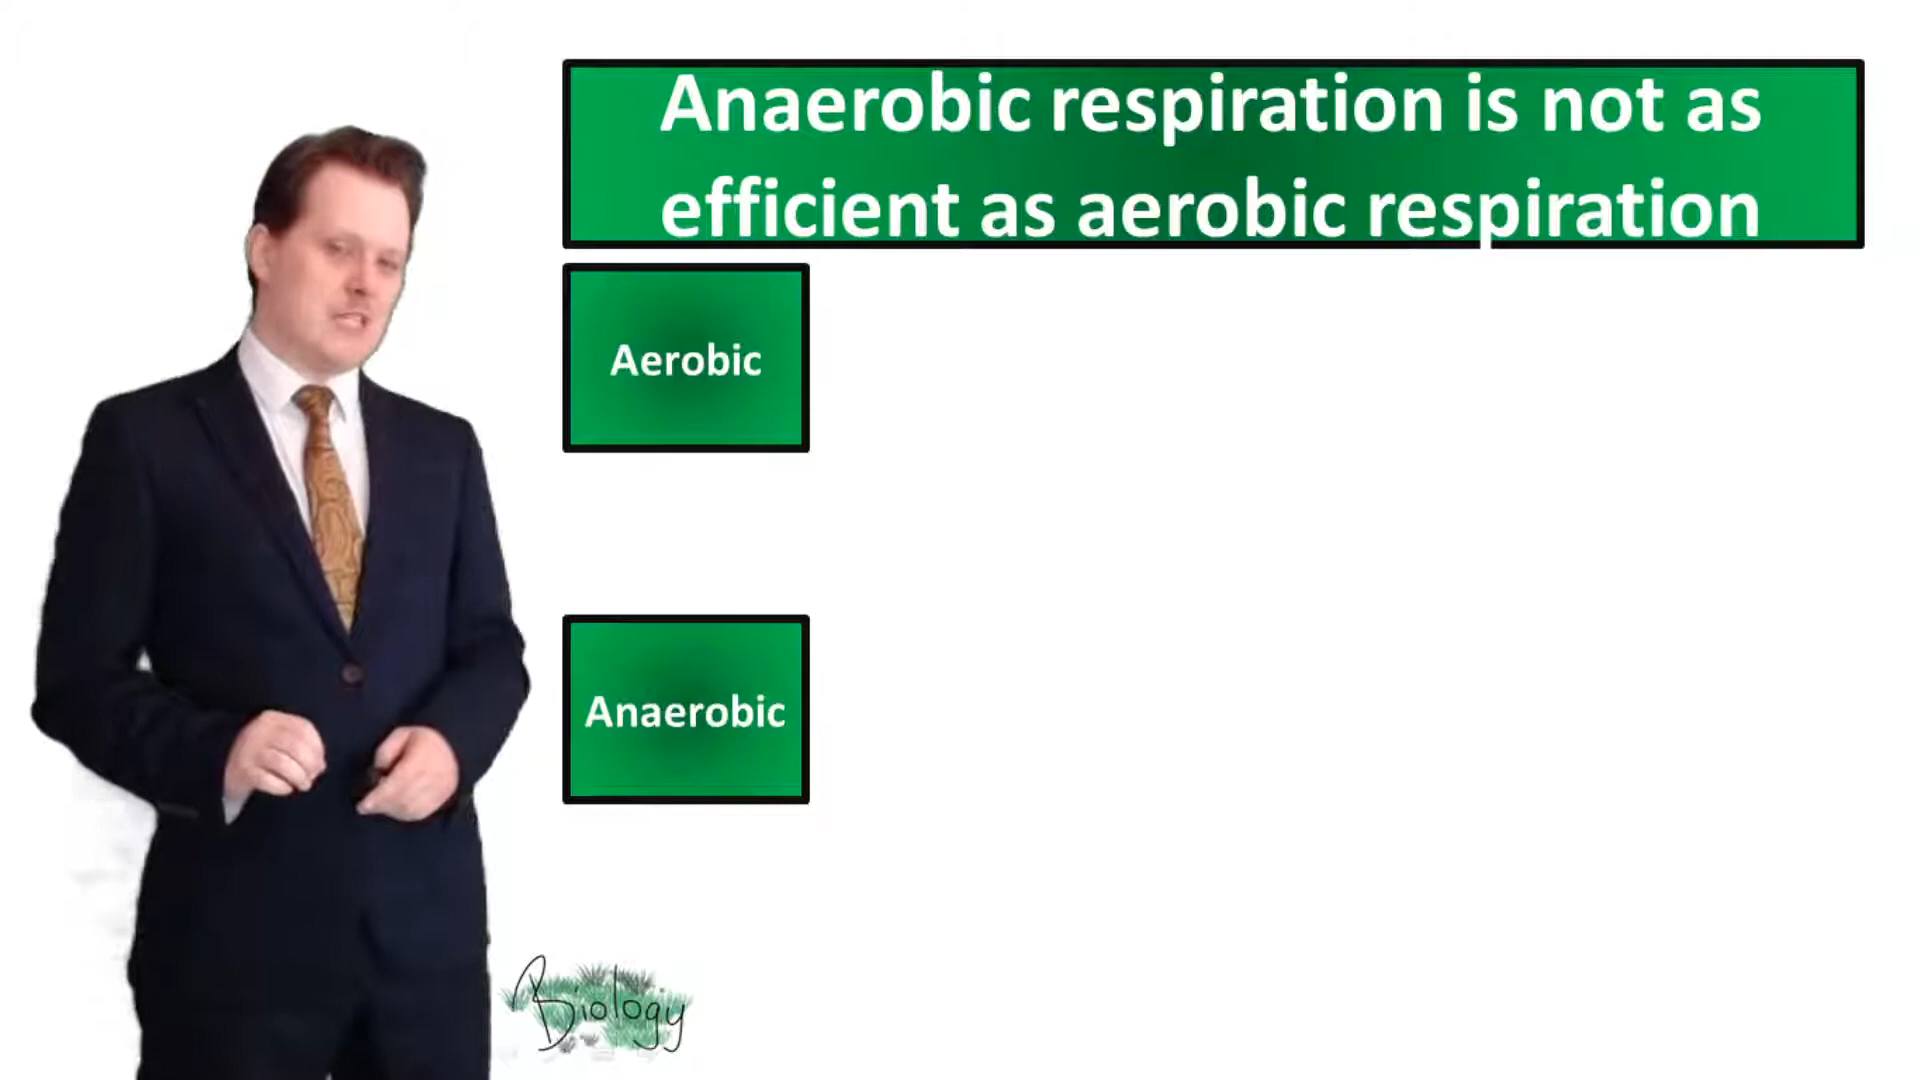 Anaerobic respiration is not as
efficient as aerobic respiration
Aerobic
Anaerobic
Biology